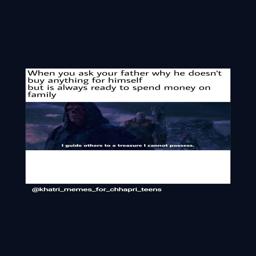 When you ask your father why he doesn't
buy anything for himself
but is always ready to spend money on
family
I guide others to a treasure I cannot possess.
@khatri_memes_for_chhapri_teens